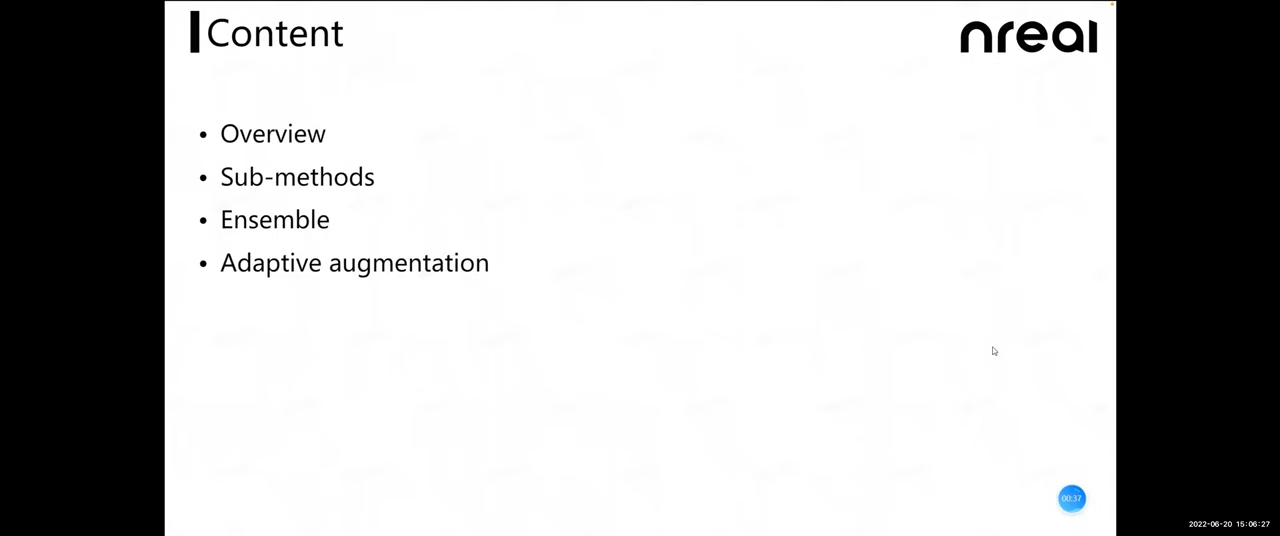 Content
nreal
• Overview
• Sub-methods
• Ensemble
• Adaptive augmentation
00:37
2022-06-20 15:06:27